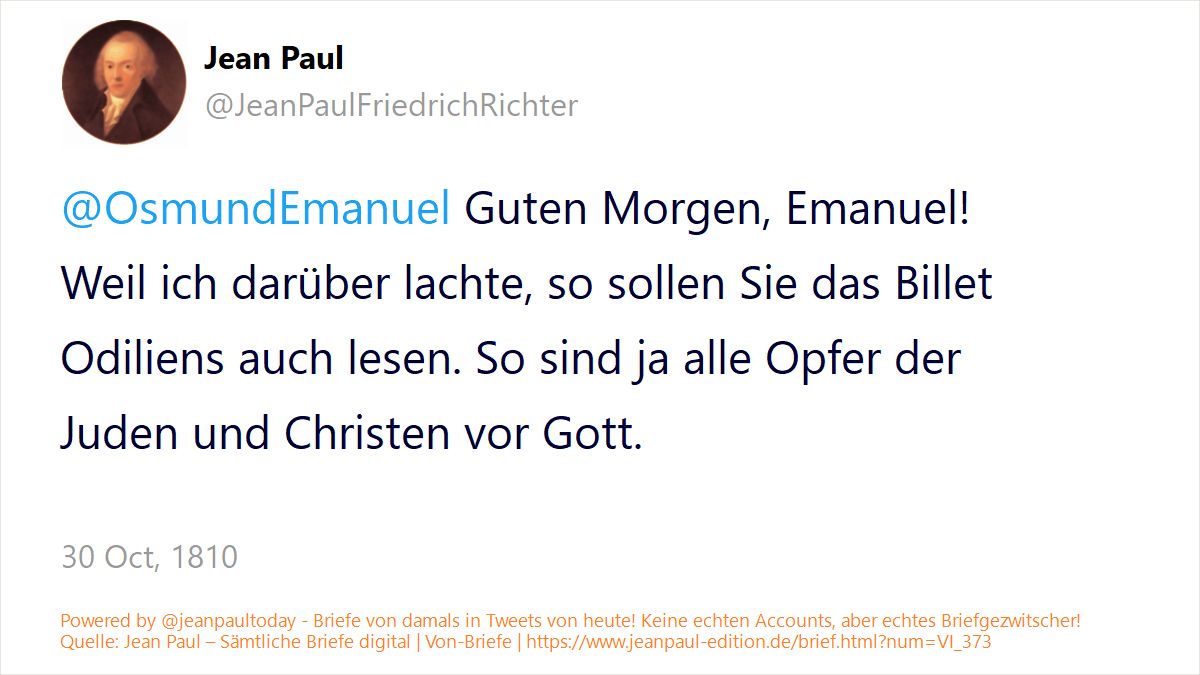 Jean Paul
@JeanPaulFriedrichRichter
@OsmundEmanuel Guten Morgen, Emanuel!
Weil ich darüber lachte, so sollen Sie das Billet
Odiliens auch lesen. So sind ja alle Opfer der
Juden und Christen vor Gott.
30 Oct, 1810
Powered by @jeanpaultoday - Briefe von damals in Tweets von heute! Keine echten Accounts, aber echtes Briefgezwitscher!
Quelle: Jean Paul – Sämtliche Briefe digital | Von-Briefe | https://www.jeanpaul-edition.de/brief.html?num=VI_373